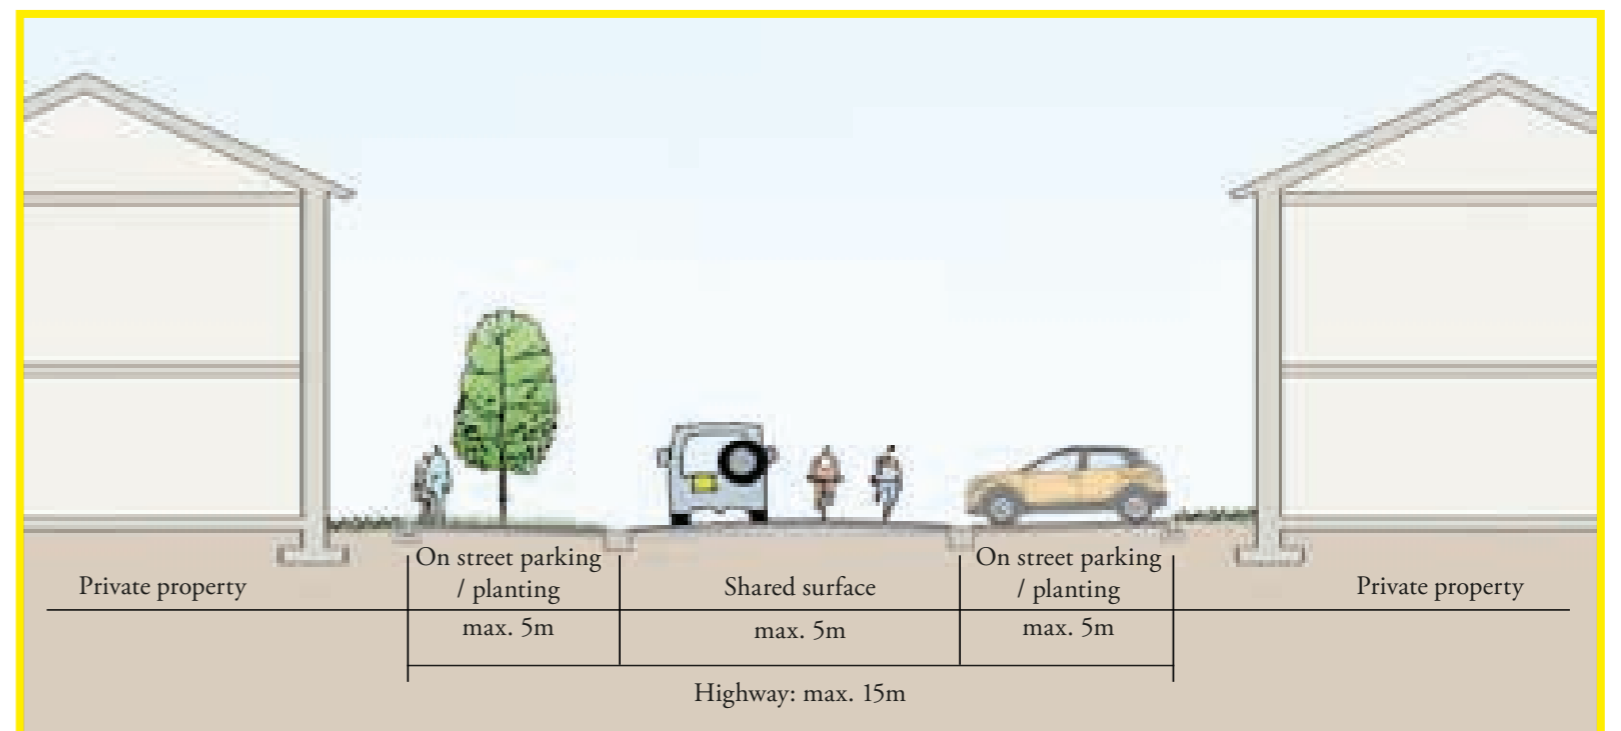 Private property
On street parking
/ planting
Shared surface
On street parking
/ planting
Private property
max. 5m
max. 5m
max. 5m
Highway: max. 15m